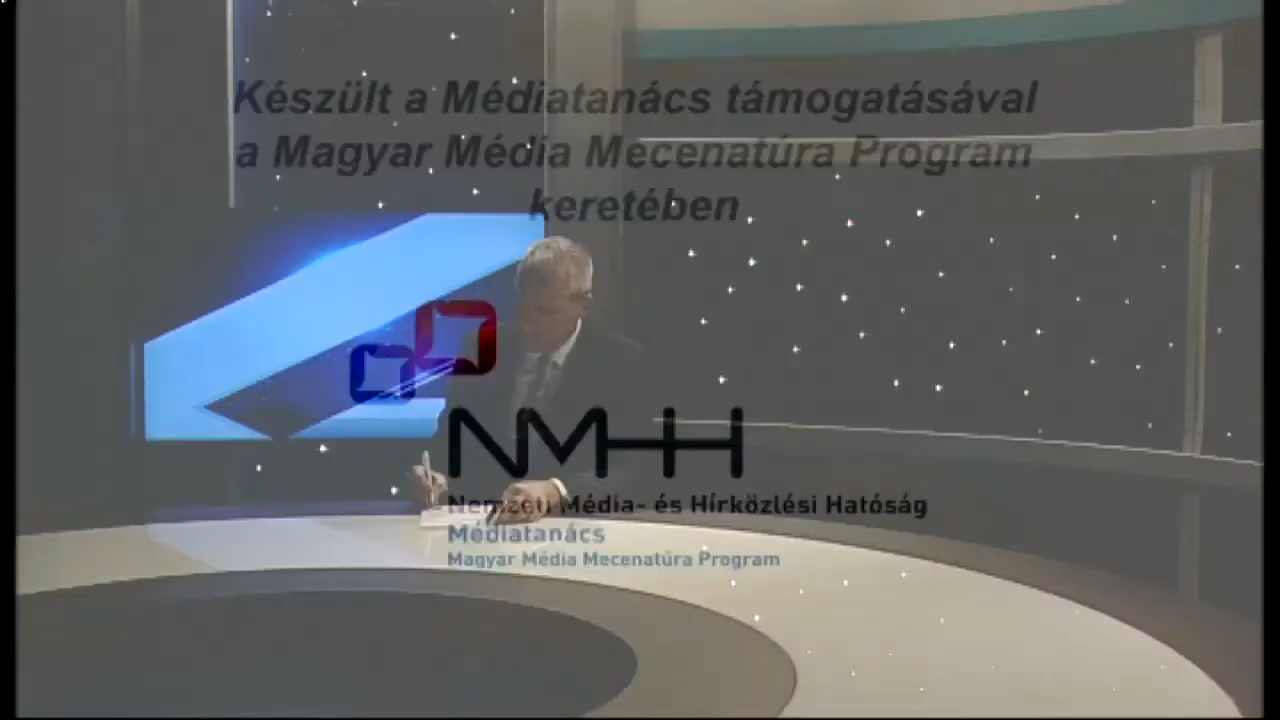 Készült a Médiatanács támogatásával
a Magyar Média Mecenatúra Program
keretében
NMHH
Nemzeti Média- és Hírközlési Hatóság
Médiatanács
Magyar Média Mecenatúra Program